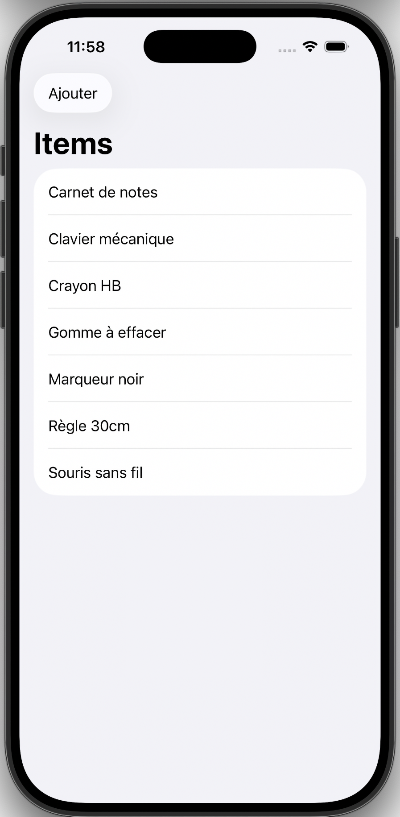 11:58
Ajouter
Items
Carnet de notes
Clavier mécanique
Crayon HB
Gomme à effacer
Marqueur noir
Règle 30cm
Souris sans fil